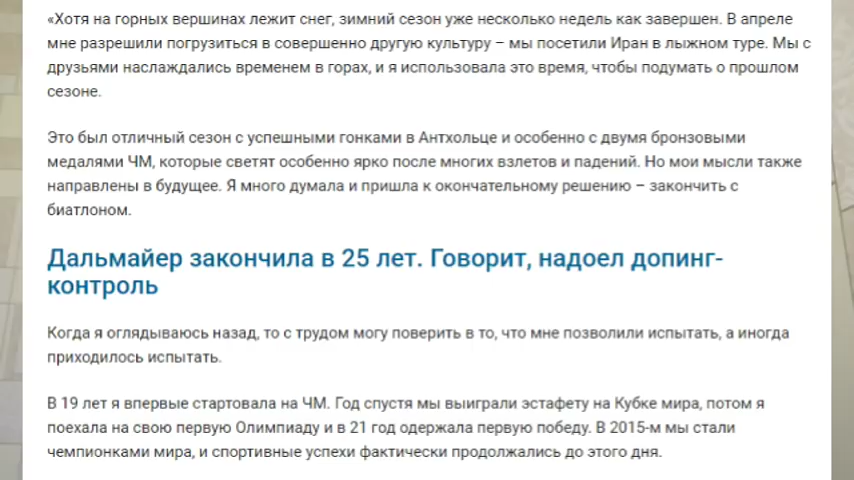 «Хотя на горных вершинах лежит снег, зимний сезон уже несколько недель как завершен. В апреле
мне разрешили погрузиться в совершенно другую культуру – мы посетили Иран в лыжном туре. Мы с
друзьями наслаждались временем в горах, и я использовала это время, чтобы подумать о прошлом
сезоне.
Это был отличный сезон с успешными гонками в Антхольце и особенно с двумя бронзовыми
медалями ЧМ, которые светят особенно ярко после многих взлетов и падений. Но мои мысли также
направлены в будущее. Я много думала и пришла к окончательному решению – закончить с
биатлоном.
Дальмайер закончила в 25 лет. Говорит, надоел допинг-
контроль
Когда я оглядываюсь назад, то с трудом могу поверить в то, что мне позволили испытать, а иногда
приходилось испытать.
В 19 лет я впервые стартовала на ЧМ. Год спустя мы выиграли эстафету на Кубке мира, потом я
поехала на свою первую Олимпиаду и в 21 год одержала первую победу. В 2015-м мы стали
чемпионками мира, и спортивные успехи фактически продолжались до этого дня.